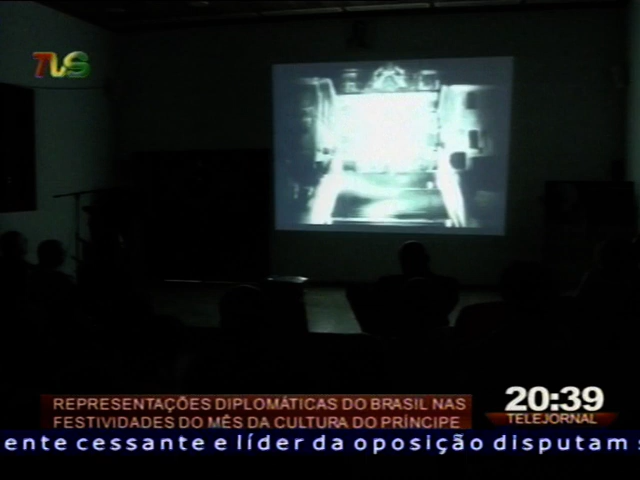 TVS
REPRESENTAÇÕES DIPLOMÁTICAS DO BRASIL NAS
FESTIVIDADES DO MÊS DA CULTURA DO PRÍNCIPE
20:39
TELEJORNAL
ente cessante e líder da oposição disputam